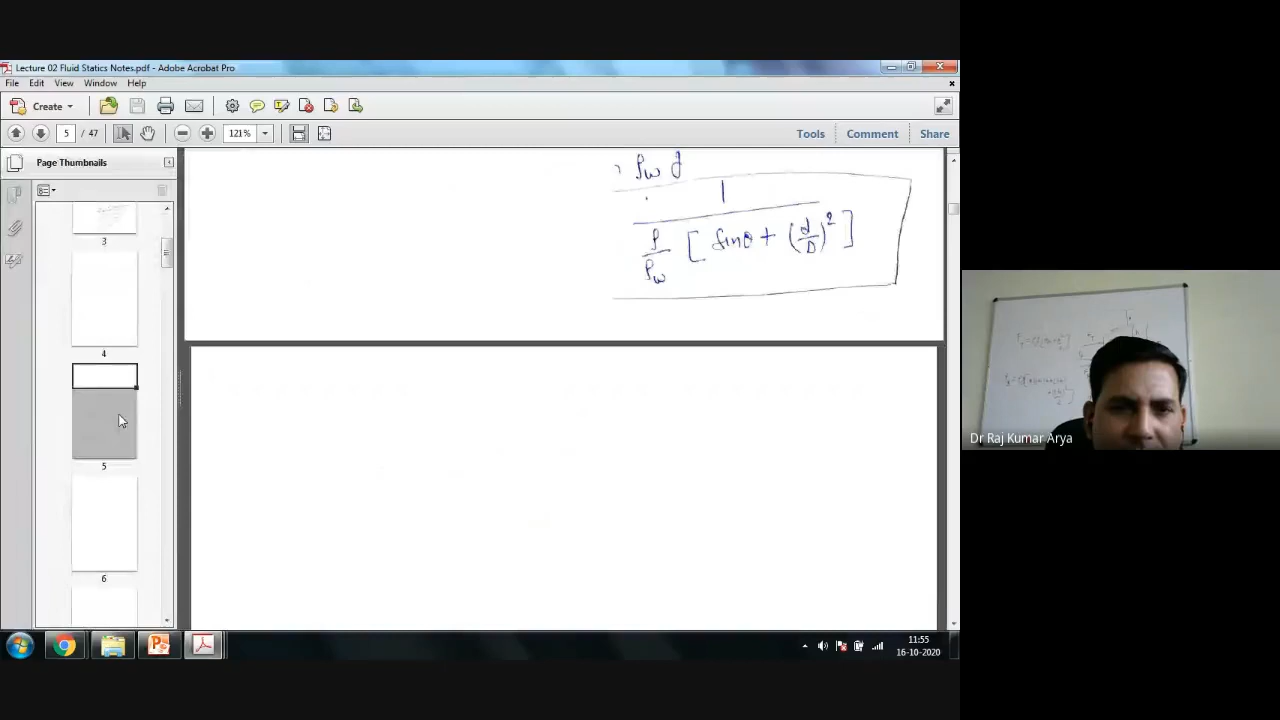 Lecture 02 Fluid Statics Notes.pdf - Adobe Acrobat Pro
File Edit View Window Help
Create
5 / 47 121% Tools Comment Share
Page Thumbnails
3
4
5
6
ρw g
1
ρ/ρw [ sinθ + (d/D)² ]
Dr Raj Kumar Arya
11:55
16-10-2020